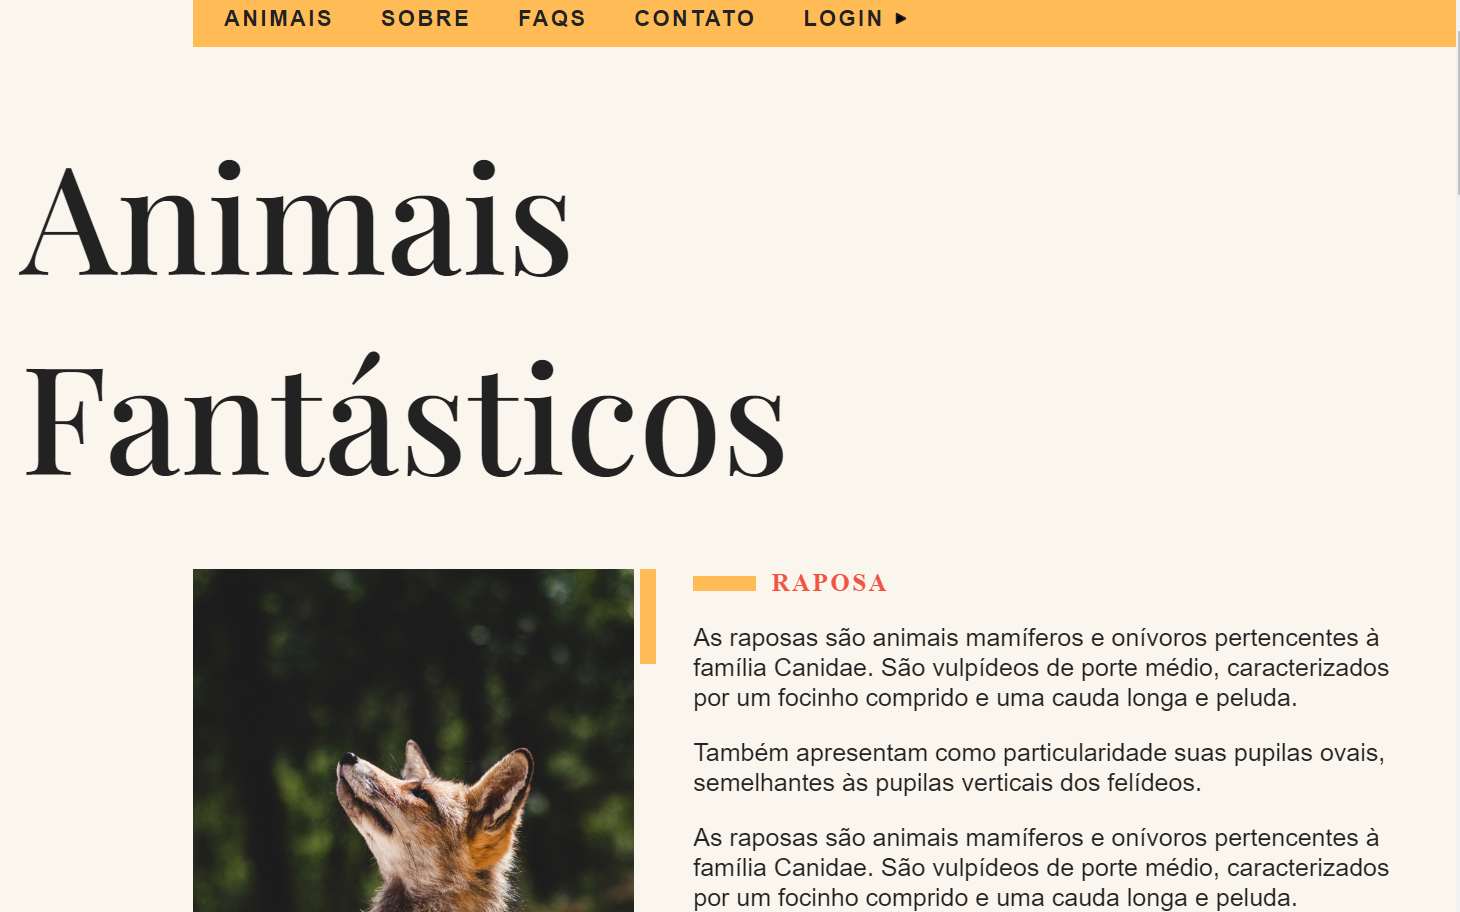 ANIMAIS SOBRE FAQS CONTATO LOGIN ▸
Animais
Fantásticos
RAPOSA
As raposas são animais mamíferos e onívoros pertencentes à
família Canidae. São vulpídeos de porte médio, caracterizados
por um focinho comprido e uma cauda longa e peluda.
Também apresentam como particularidade suas pupilas ovais,
semelhantes às pupilas verticais dos felídeos.
As raposas são animais mamíferos e onívoros pertencentes à
família Canidae. São vulpídeos de porte médio, caracterizados
por um focinho comprido e uma cauda longa e peluda.